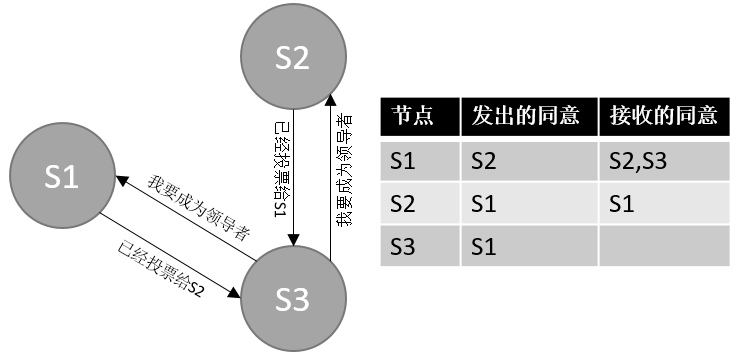 S2
S1
S3
我要成为领导者
已经投票给S2
已经投票给S1
我要成为领导者
节点 发出的同意 接收的同意
S1 S2 S2,S3
S2 S1 S1
S3 S1